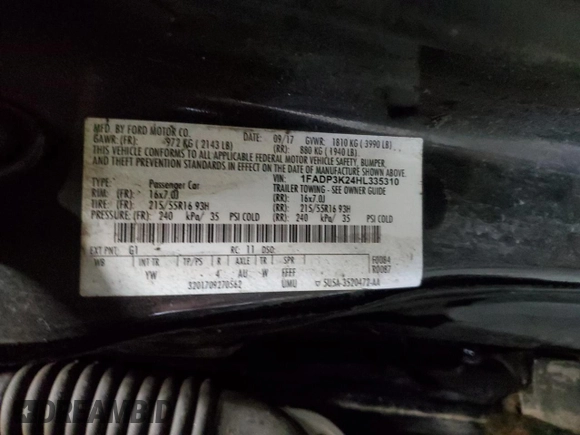 MFD. BY FORD MOTOR CO.
DATE: 09/17 GVWR: 1810 KG ( 3990 LB)
GAWR: (FR): 972 KG ( 2143 LB) (RR): 880 KG ( 1940 LB)
THIS VEHICLE CONFORMS TO ALL APPLICABLE FEDERAL MOTOR VEHICLE SAFETY, BUMPER,
AND THEFT PREVENTION STANDARDS IN EFFECT ON THE DATE OF MANUFACTURE SHOWN ABOVE.
VIN: 1FADP3K24HL335310
TYPE: Passenger Car TRAILER TOWING - SEE OWNER GUIDE
RIM: (FR): 16x7.0J (RR): 16x7.0J
TIRE: (FR): 215/55R16 93H (RR): 215/55R16 93H
PRESSURE: (FR): 240 kPa/ 35 PSI COLD (RR): 240 kPa/ 35 PSI COLD
EXT PNT: G1 RC: 11 DSO:
WB INT TR TP/PS R AXLE TR SPR F0084
YW 4 AU W EEEF R0087
3201709270562 UMU 5U5A-3520472-AA
DREAMBID